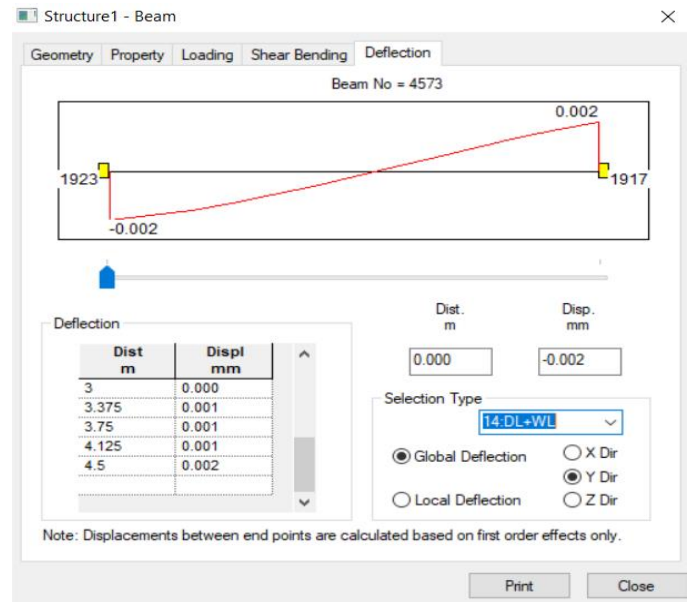 Structure1 - Beam
Geometry Property Loading Shear Bending Deflection
Beam No = 4573
0.002
1923
1917
-0.002
Dist. Disp.
m mm
Deflection
Dist Displ
m mm
0.000 -0.002
3 0.000
3.375 0.001
3.75 0.001
4.125 0.001
4.5 0.002
Selection Type
14:DL+WL
Global Deflection X Dir
Y Dir
Local Deflection Z Dir
Note: Displacements between end points are calculated based on first order effects only.
Print Close